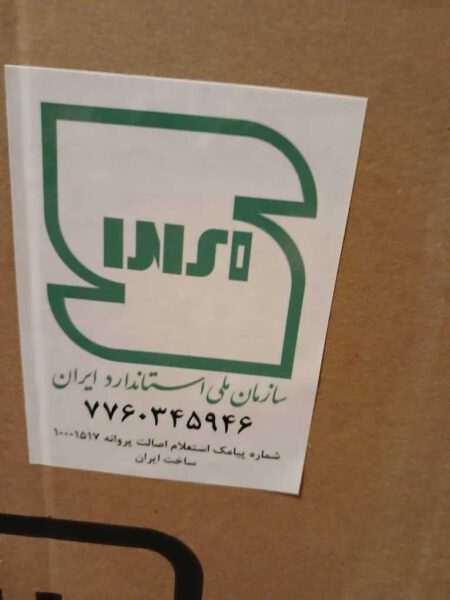 سازمان ملی استاندارد ایران
۷۷۶۰۳۴۵۹۴۶
شماره پیامک استعلام اصالت پروانه ۱۰۰۰۱۵۱۷
ساخت ایران